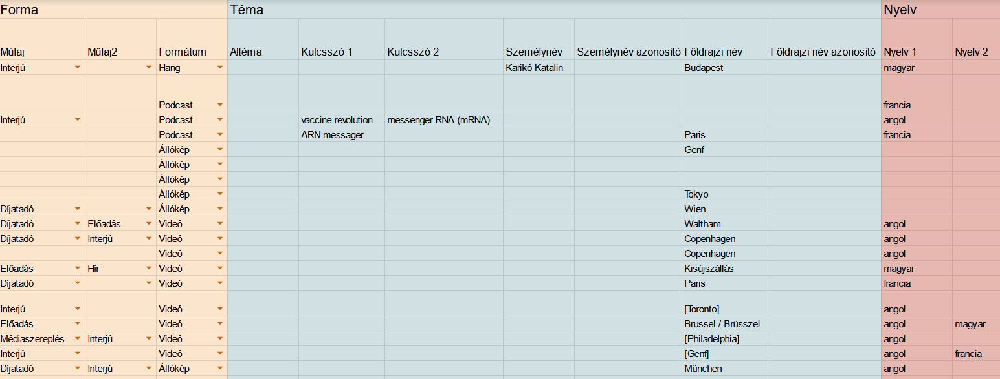 Forma Téma Nyelv
Műfaj Műfaj2 Formátum Altéma Kulcsszó 1 Kulcsszó 2 Személynév Személynév azonosító Földrajzi név Földrajzi név azonosító Nyelv 1 Nyelv 2
Interjú Hang Karikó Katalin Budapest magyar
Podcast francia
Interjú Podcast vaccine revolution messenger RNA (mRNA) angol
Podcast ARN messager Paris francia
Állókép Genf
Állókép
Állókép
Állókép Tokyo
Díjatadó Állókép Wien
Díjatadó Előadás Videó Waltham angol
Díjatadó Interjú Videó Copenhagen angol
Videó Copenhagen angol
Előadás Hír Videó Kisújszállás magyar
Díjatadó Videó Paris francia
Interjú Videó [Toronto] angol
Előadás Videó Brussel / Brüsszel angol magyar
Médiaszereplés Interjú Videó [Philadelphia] angol
Interjú Videó [Genf] angol francia
Díjatadó Interjú Állókép München angol